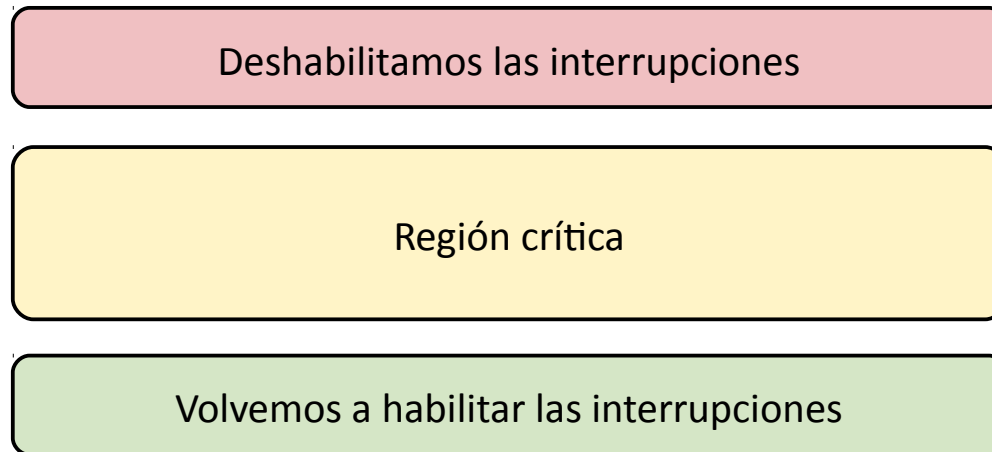 Deshabilitamos las interrupciones
Región crítica
Volvemos a habilitar las interrupciones